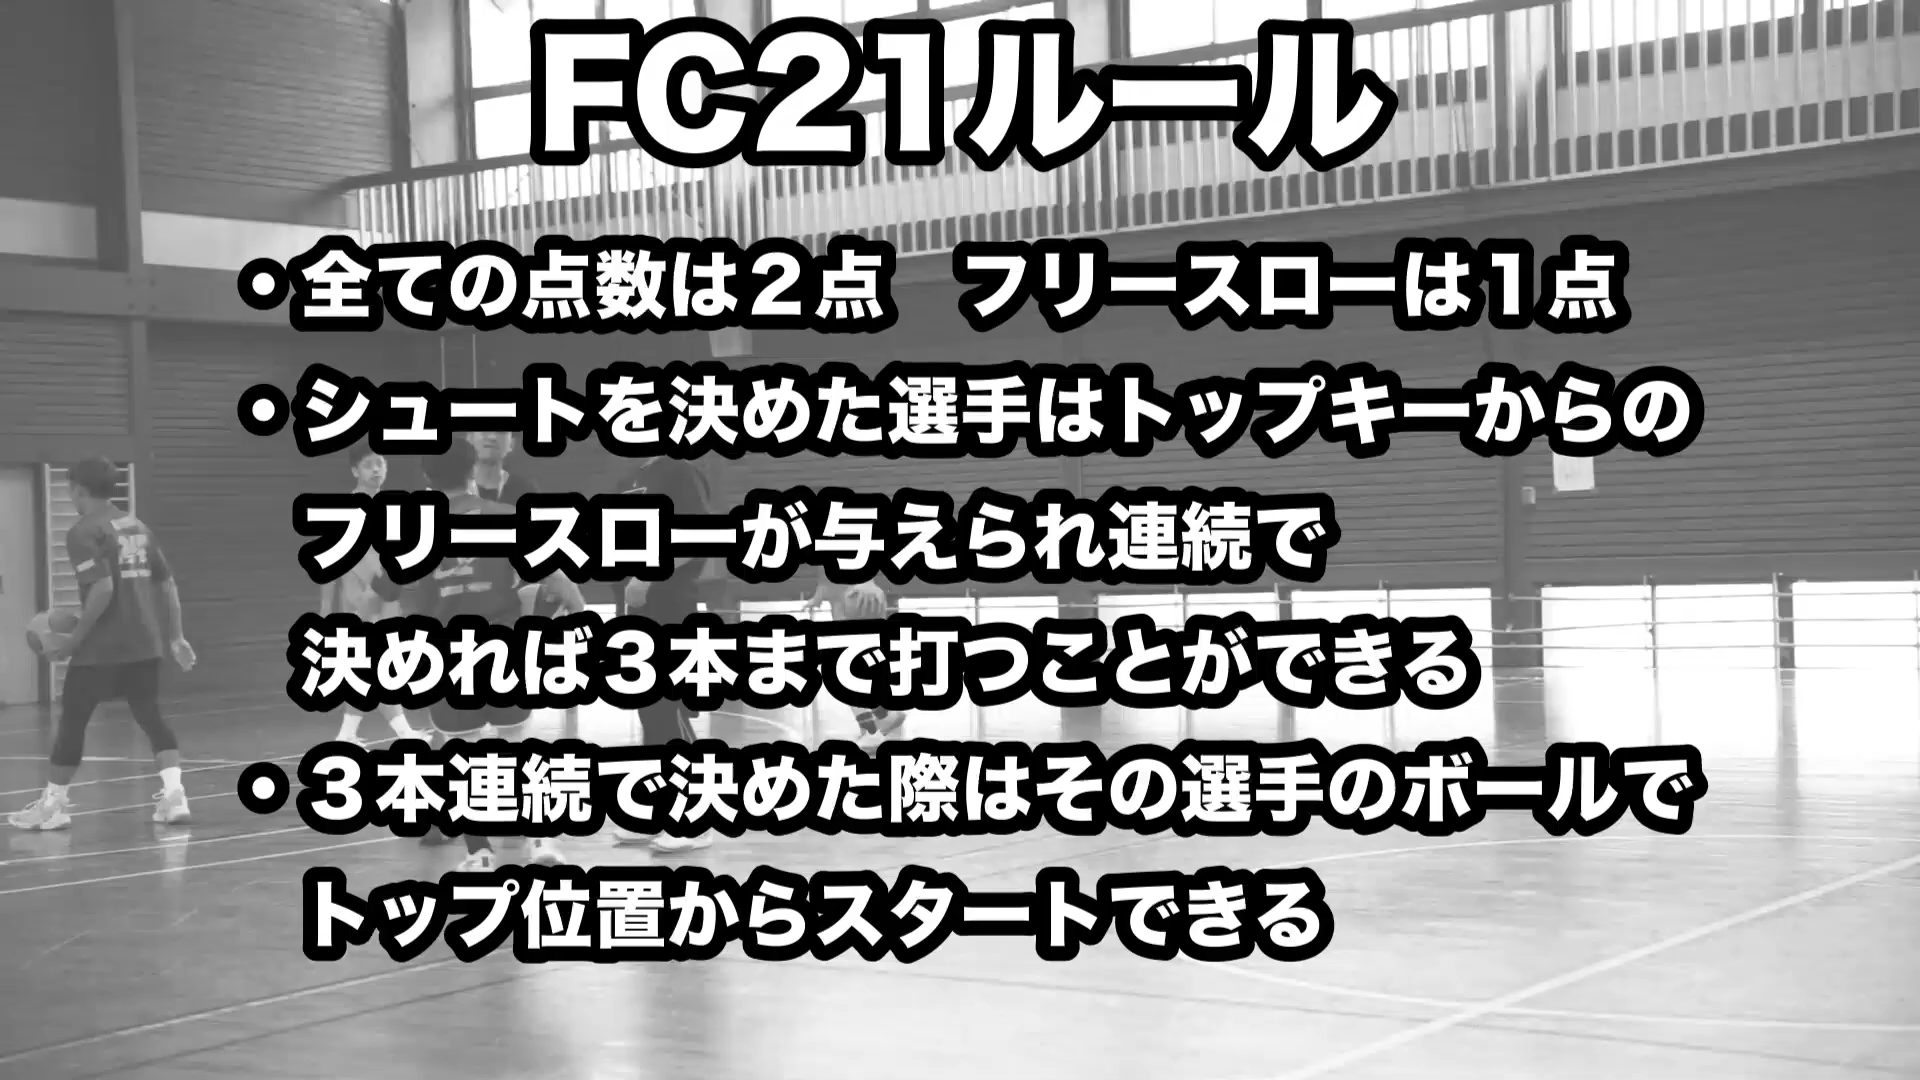 FC21ルール
・全ての点数は２点　フリースローは１点
・シュートを決めた選手はトップキーからの
フリースローが与えられ連続で
決めれば３本まで打つことができる
・３本連続で決めた際はその選手のボールで
トップ位置からスタートできる